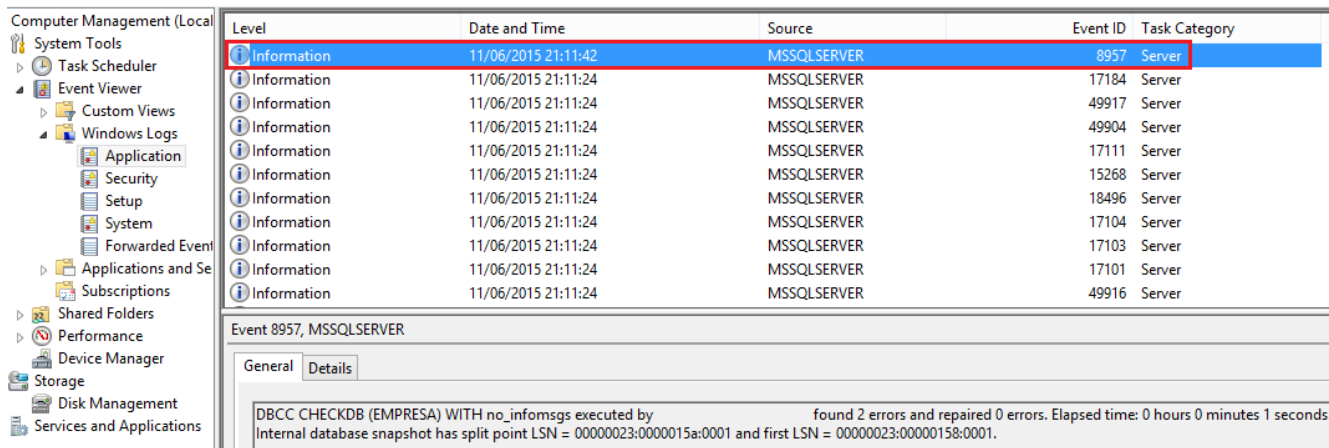 Computer Management (Local
System Tools
Task Scheduler
Event Viewer
Custom Views
Windows Logs
Application
Security
Setup
System
Forwarded Event
Applications and Se
Subscriptions
Shared Folders
Performance
Device Manager
Storage
Disk Management
Services and Applications
Level Date and Time Source Event ID Task Category
Information 11/06/2015 21:11:42 MSSQLSERVER 8957 Server
Information 11/06/2015 21:11:24 MSSQLSERVER 17184 Server
Information 11/06/2015 21:11:24 MSSQLSERVER 49917 Server
Information 11/06/2015 21:11:24 MSSQLSERVER 49904 Server
Information 11/06/2015 21:11:24 MSSQLSERVER 17111 Server
Information 11/06/2015 21:11:24 MSSQLSERVER 15268 Server
Information 11/06/2015 21:11:24 MSSQLSERVER 18496 Server
Information 11/06/2015 21:11:24 MSSQLSERVER 17104 Server
Information 11/06/2015 21:11:24 MSSQLSERVER 17103 Server
Information 11/06/2015 21:11:24 MSSQLSERVER 17101 Server
Information 11/06/2015 21:11:24 MSSQLSERVER 49916 Server
Event 8957, MSSQLSERVER
General Details
DBCC CHECKDB (EMPRESA) WITH no_infomsgs executed by found 2 errors and repaired 0 errors. Elapsed time: 0 hours 0 minutes 1 seconds
Internal database snapshot has split point LSN = 00000023:0000015a:0001 and first LSN = 00000023:00000158:0001.